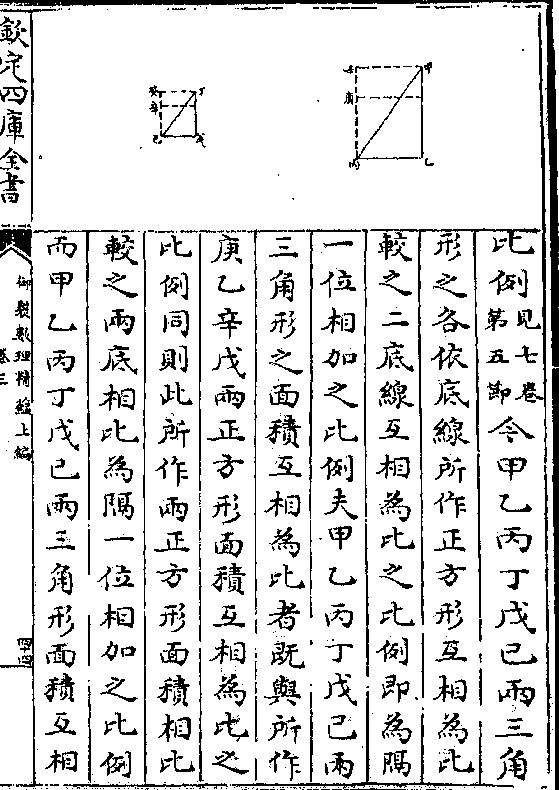 比例見七卷第五節今甲乙丙丁戊己兩三角
形之各依底線所作正方形互相為比
較之二底線互相為比之比例即為隔
一位相加之比例夫甲乙丙丁戊己兩
三角形之面積互相為比者既與所作
庚乙辛戊兩正方形面積互相為比之
比例同則此所作兩正方形面積相比
較之兩底相比為隔一位相加之比例
而甲乙丙丁戊己兩三角形面積互相
甲
乙
丙
庚
壬
丁
戊
己
辛
癸
欽定四庫全書
御製數理精蘊上編
卷三
四四